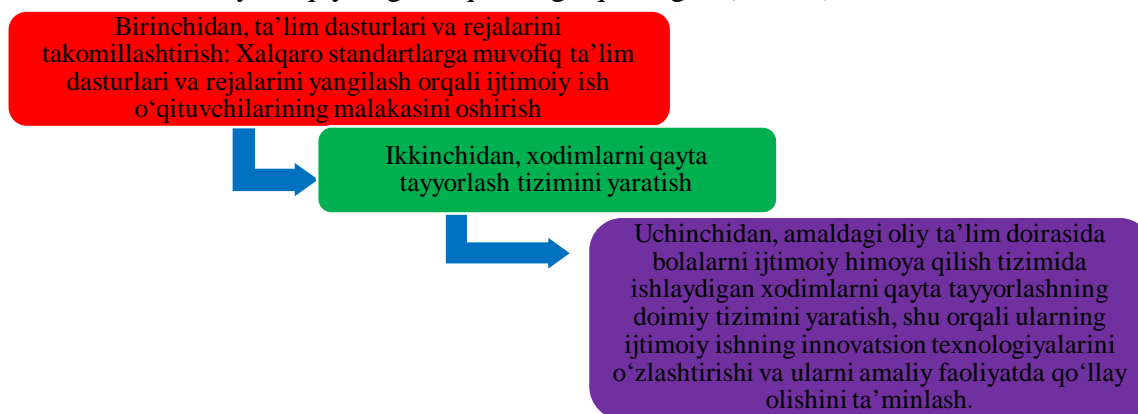 Birinchidan, ta’lim dasturlari va rejalarini
takomillashtirish: Xalqaro standartlarga muvofiq ta’lim
dasturlari va rejalarini yangilash orqali ijtimoiy ish
o‘qituvchilarining malakasini oshirish
Ikkinchidan, xodimlarni qayta
tayyorlash tizimini yaratish
Uchinchidan, amaldagi oliy ta’lim doirasida
bolalarni ijtimoiy himoya qilish tizimida
ishlaydigan xodimlarni qayta tayyorlashning
doimiy tizimini yaratish, shu orqali ularning
ijtimoiy ishning innovatsion texnologiyalarini
o‘zlashtirishi va ularni amaliy faoliyatda qo‘llay
olishini ta’minlash.